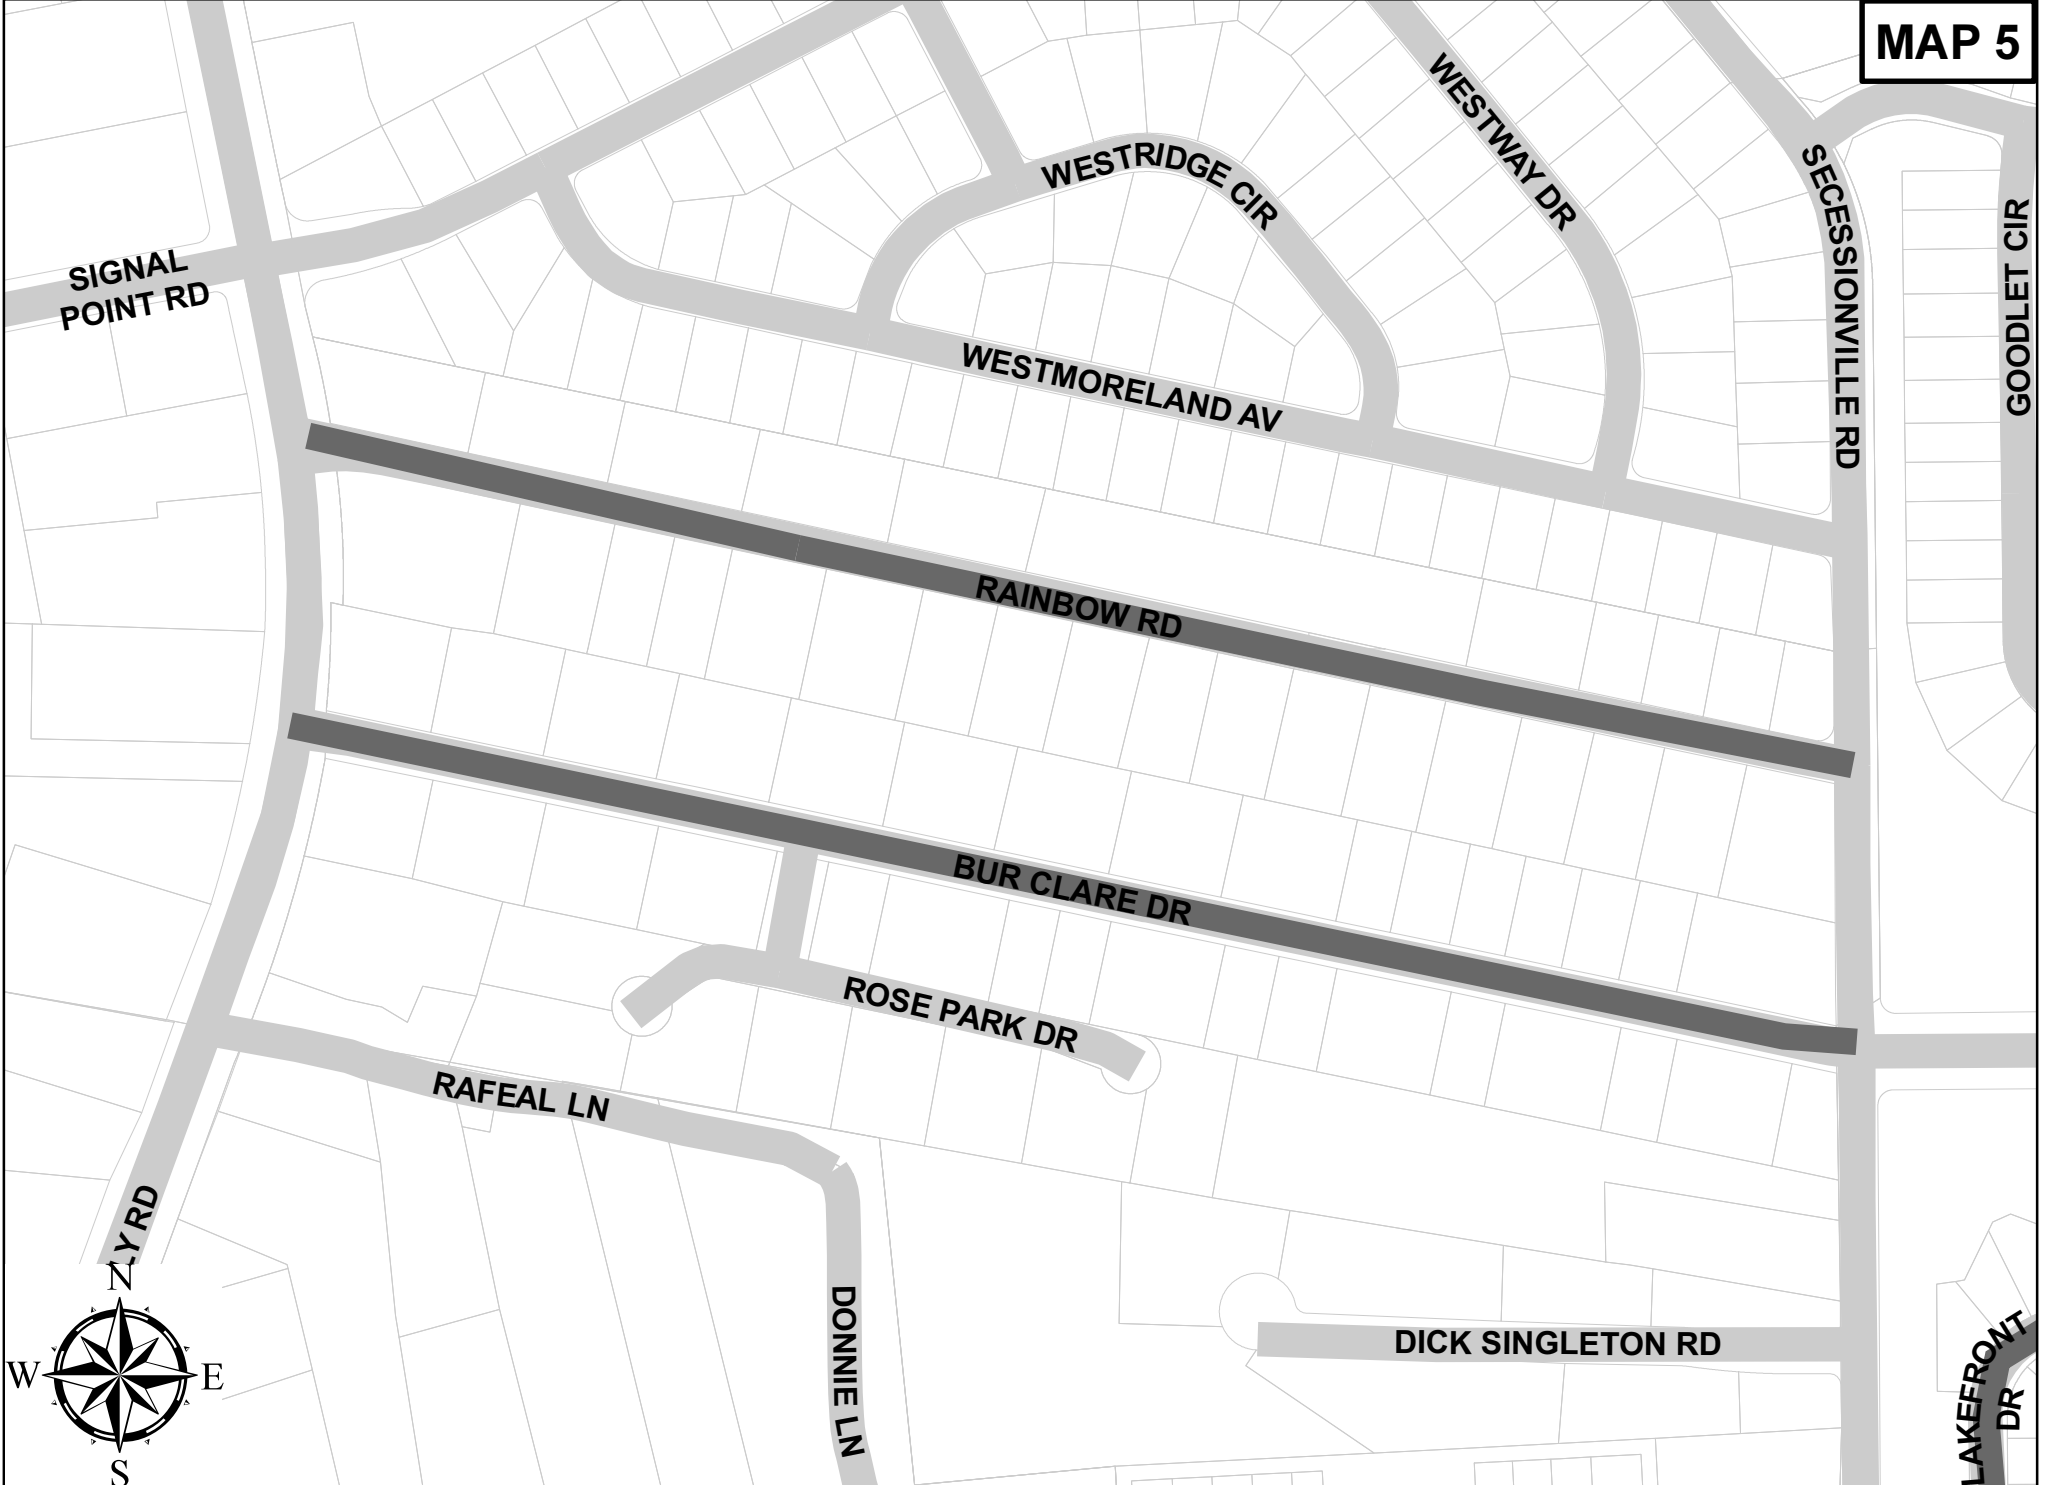 MAP 5
WESTWAY DR
WESTRIDGE CIR
SECESSIONVILLE RD
GOODLET CIR
SIGNAL
POINT RD
WESTMORELAND AV
RAINBOW RD
BUR CLARE DR
ROSE PARK DR
RAFEAL LN
LY RD
N
W
E
S
DONNIE LN
DICK SINGLETON RD
LAKEFRONT
DR